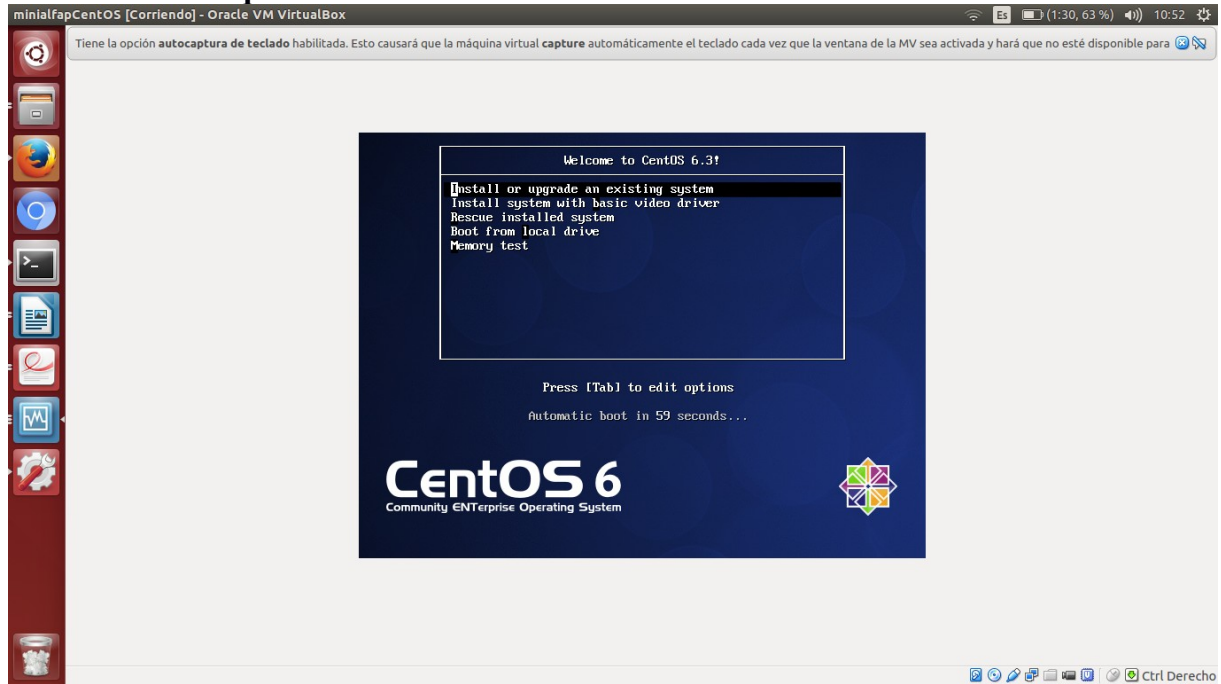 minialfapCentOS [Corriendo] - Oracle VM VirtualBox
Es (1:30, 63 %) 10:52
Tiene la opción autocaptura de teclado habilitada. Esto causará que la máquina virtual capture automáticamente el teclado cada vez que la ventana de la MV sea activada y hará que no esté disponible para
Welcome to CentOS 6.3!
Install or upgrade an existing system
Install system with basic video driver
Rescue installed system
Boot from local drive
Memory test
Press [Tab] to edit options
Automatic boot in 59 seconds...
CentOS 6
Community ENTerprise Operating System
Ctrl Derecho